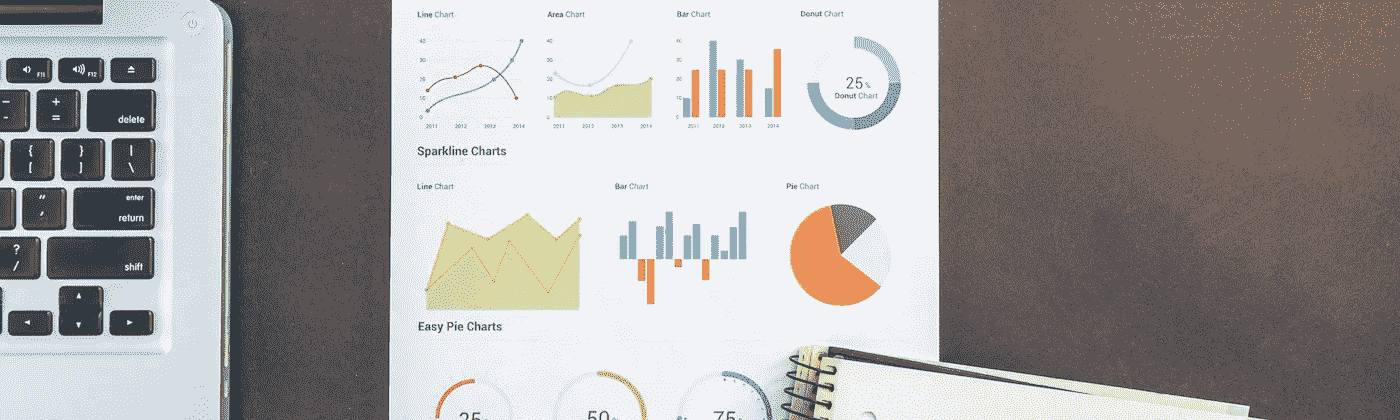 F11
F12
–
+
=
delete
{
[
}
]
|
\
"
'
enter
return
?
/
shift
Line Chart
Area Chart
Bar Chart
Donut Chart
40
30
20
10
0
2011
2012
2013
2014
40
30
20
10
0
2011
2012
2013
2014
40
30
20
10
0
2011
2012
2013
2014
25%
Donut Chart
Sparkline Charts
Line Chart
Bar Chart
Pie Chart
Easy Pie Charts
25%
50%
75%